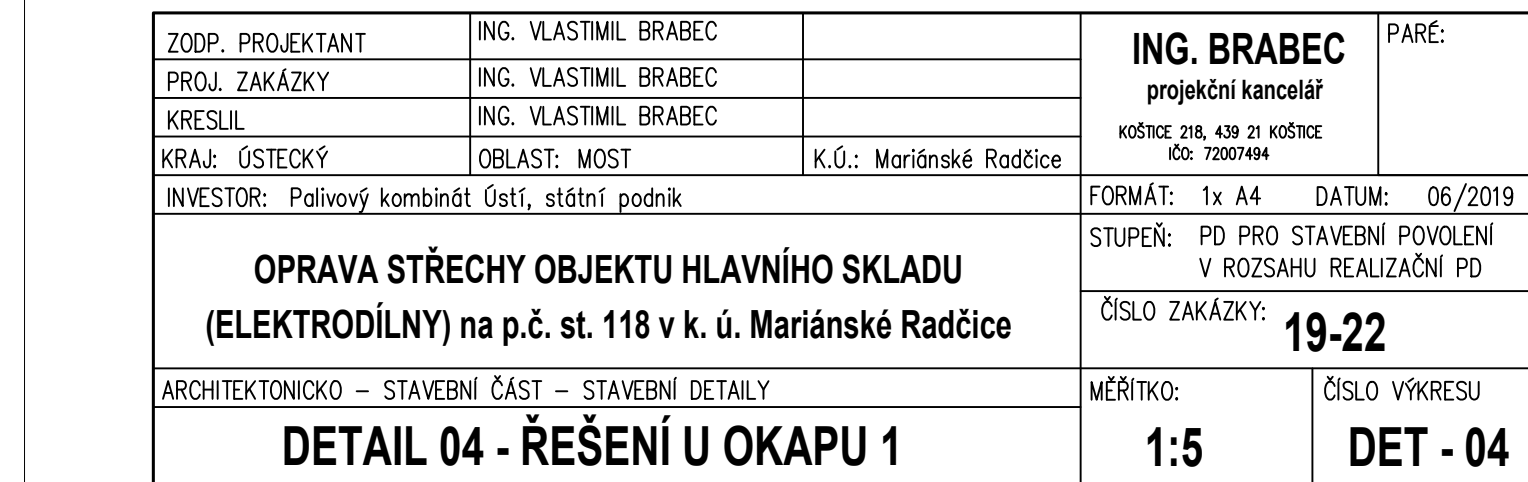 ZODP. PROJEKTANT ING. VLASTIMIL BRABEC
PROJ. ZAKÁZKY ING. VLASTIMIL BRABEC
KRESLIL ING. VLASTIMIL BRABEC
KRAJ: ÚSTECKÝ OBLAST: MOST K.Ú.: Mariánské Radčice
ING. BRABEC
projekční kancelář
KOŠTICE 218, 439 21 KOŠTICE
IČO: 72007494
PARÉ:
INVESTOR: Palivový kombinát Ústí, státní podnik
FORMÁT: 1x A4 DATUM: 06/2019
OPRAVA STŘECHY OBJEKTU HLAVNÍHO SKLADU
(ELEKTRODÍLNY) na p.č. st. 118 v k. ú. Mariánské Radčice
STUPEŇ: PD PRO STAVEBNÍ POVOLENÍ
V ROZSAHU REALIZAČNÍ PD
ČÍSLO ZAKÁZKY: 19-22
ARCHITEKTONICKO – STAVEBNÍ ČÁST – STAVEBNÍ DETAILY
DETAIL 04 - ŘEŠENÍ U OKAPU 1
MĚŘÍTKO:
1:5
ČÍSLO VÝKRESU
DET - 04